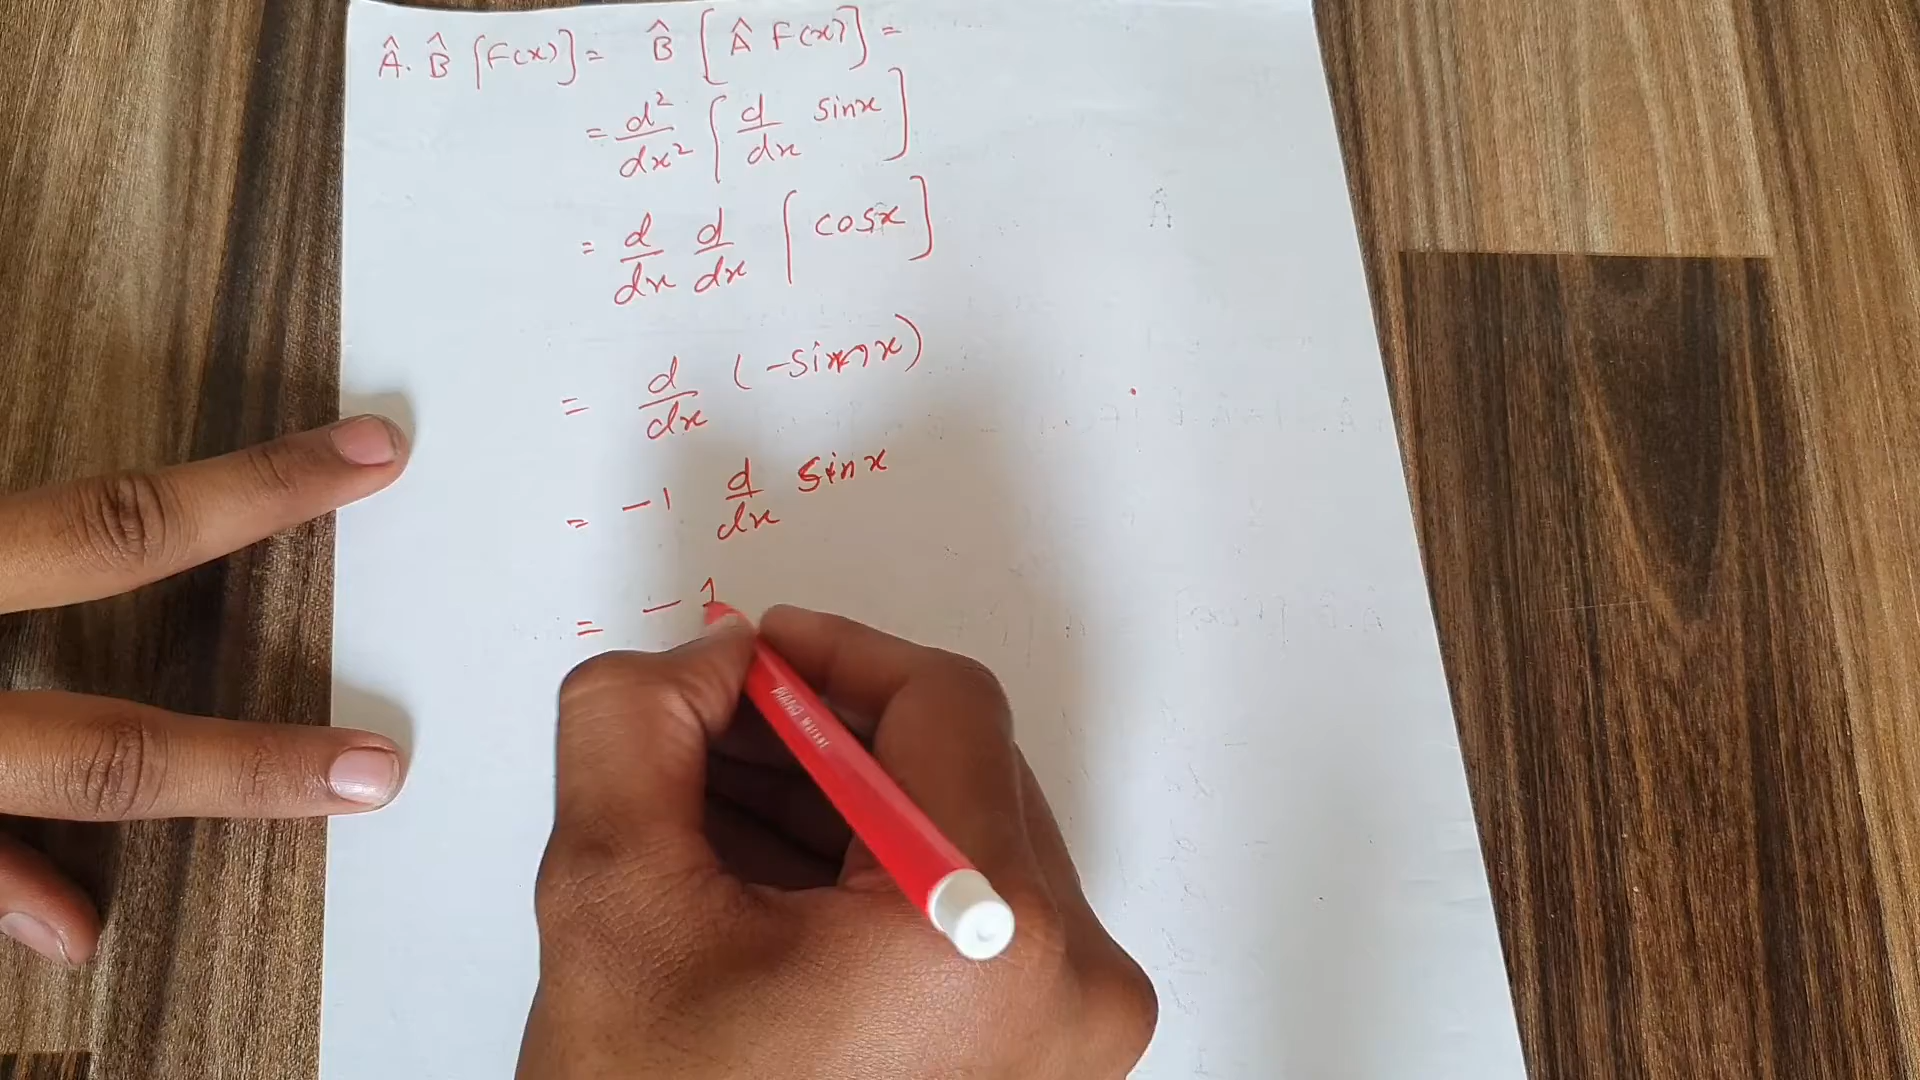 Â. B̂ [F(x)] = B̂ [Â F(x)] =
= d²/dx² [d/dx sinx]
= d/dx d/dx [cosx]
= d/dx (-sinx)
= -1 d/dx sinx
= -1